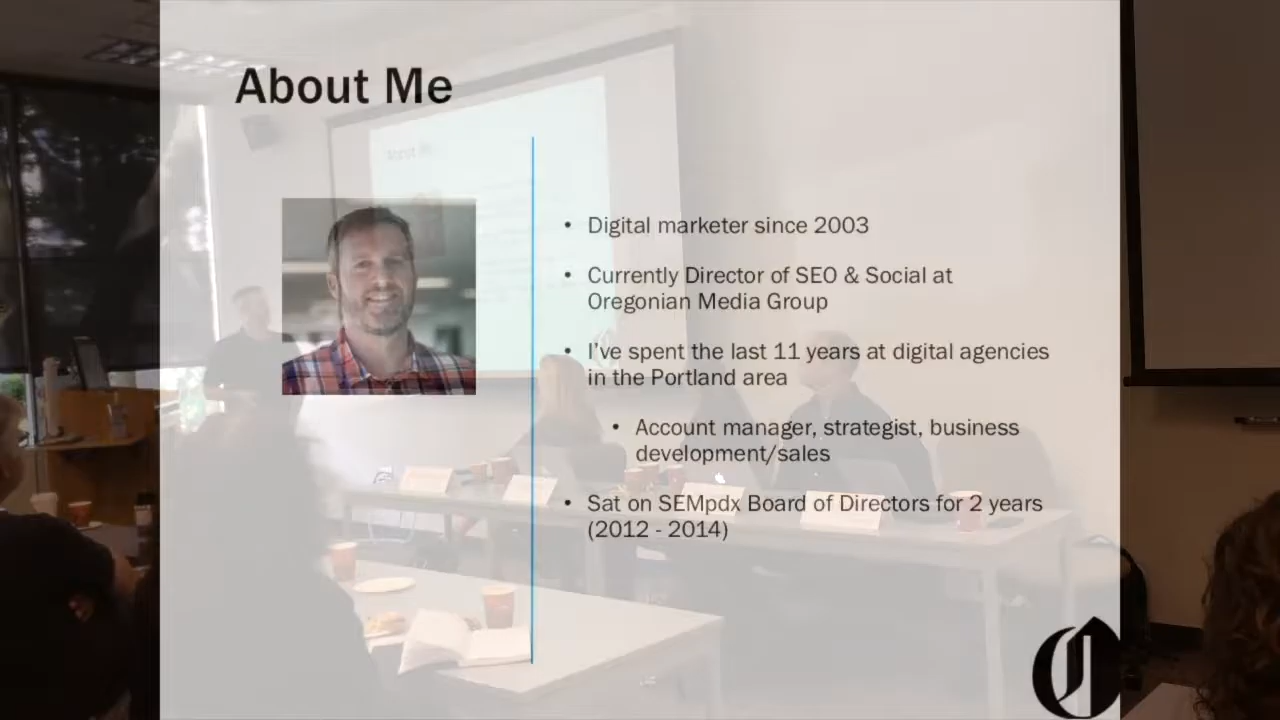 About Me
• Digital marketer since 2003
• Currently Director of SEO & Social at
Oregonian Media Group
• I've spent the last 11 years at digital agencies
in the Portland area
• Account manager, strategist, business
development/sales
• Sat on SEMpdx Board of Directors for 2 years
(2012 - 2014)
About Me
O